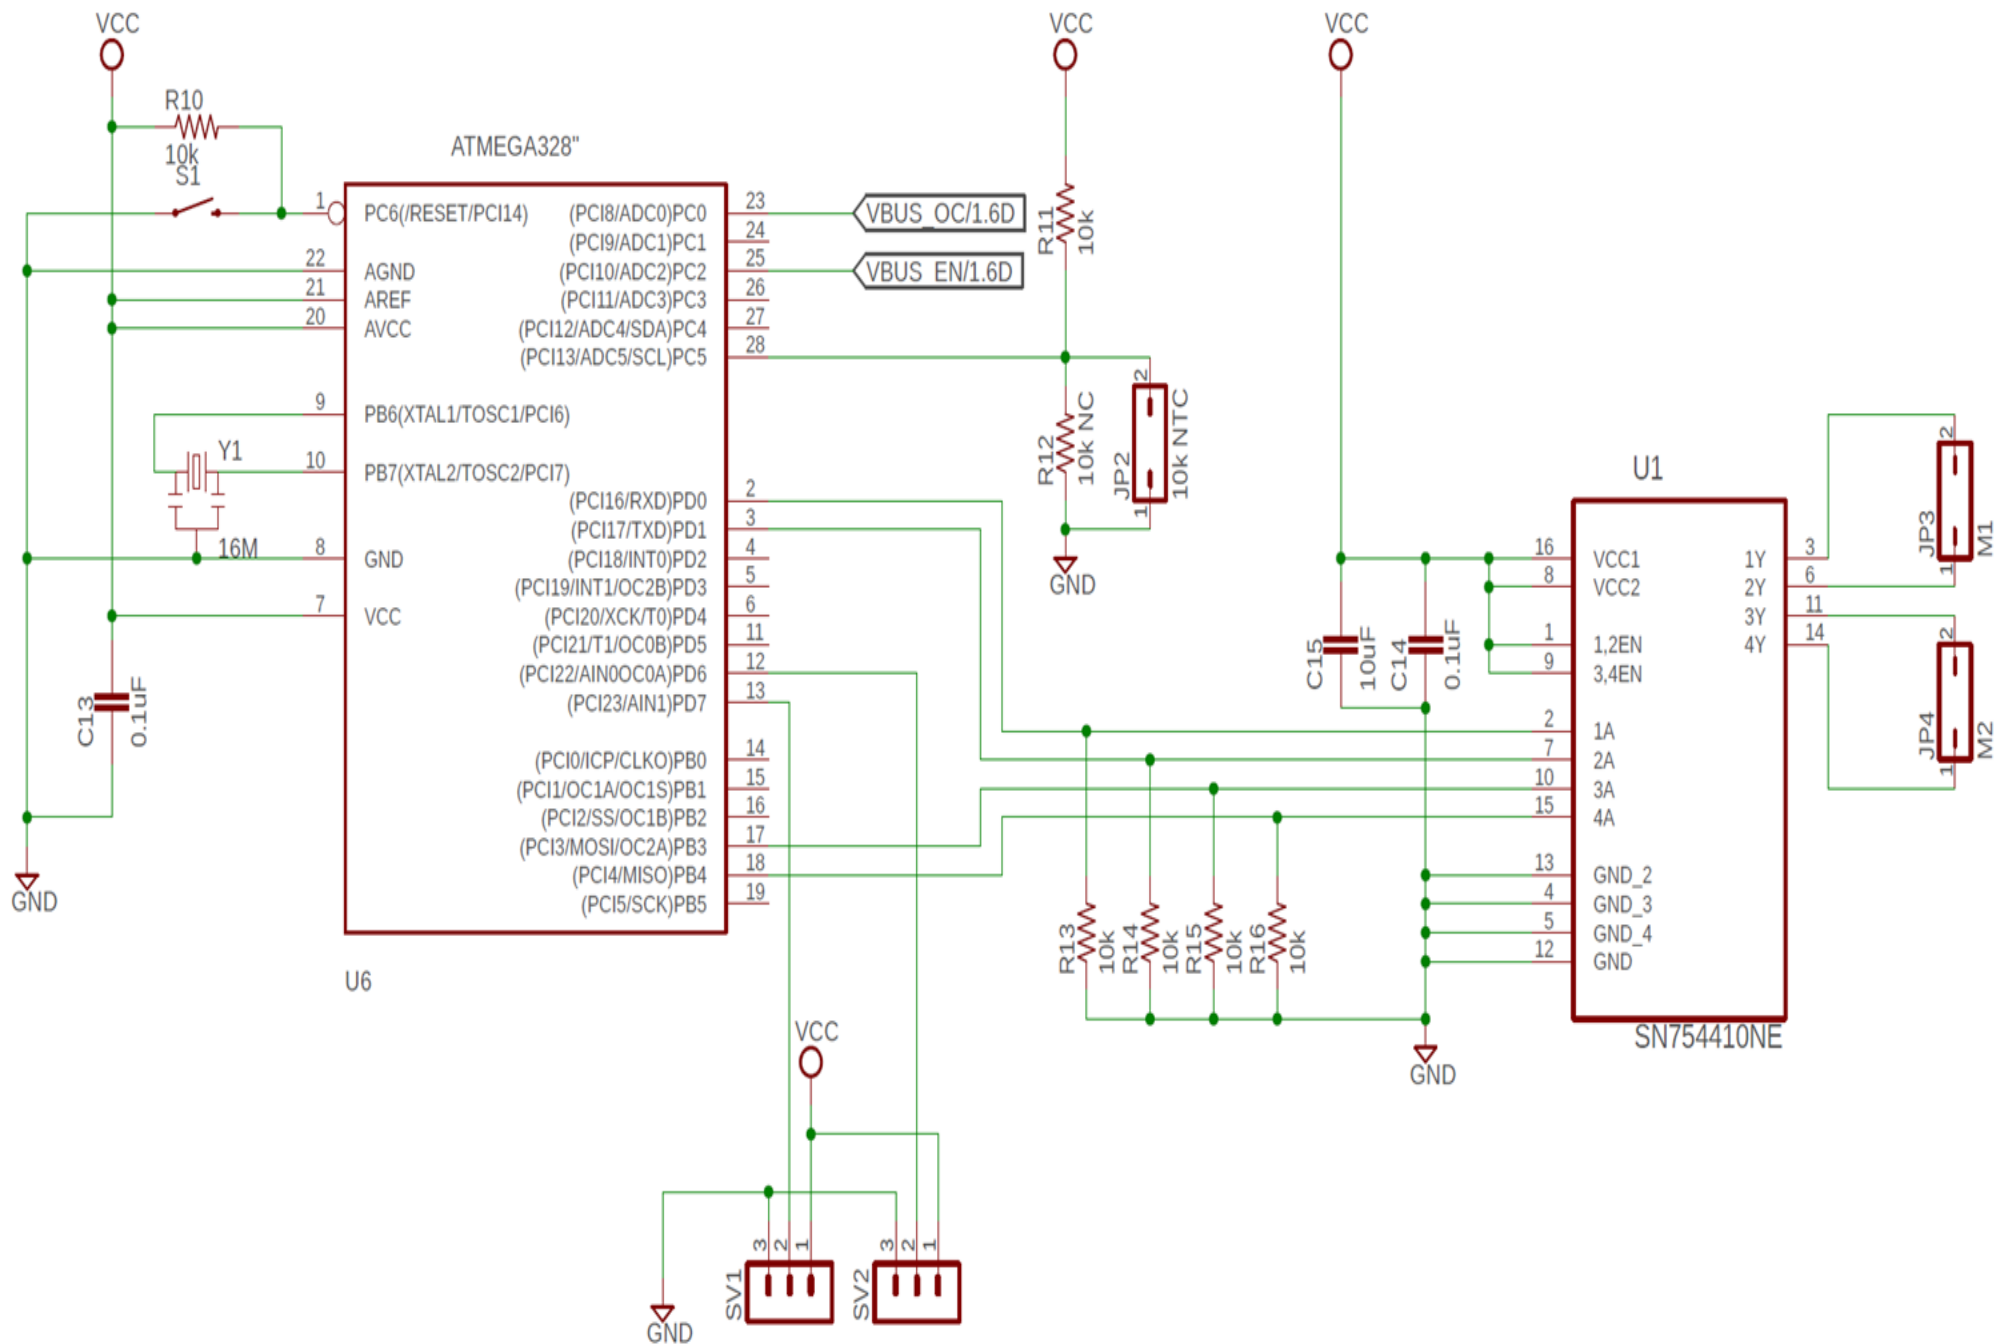 VCC
VCC
VCC
R10
10k
S1
ATMEGA328"
1
PC6(/RESET/PCI14)
22
AGND
21
AREF
20
AVCC
9
PB6(XTAL1/TOSC1/PCI6)
Y1
10
PB7(XTAL2/TOSC2/PCI7)
16M
8
GND
7
VCC
C13
0.1uF
GND
(PCI8/ADC0)PC0
23
VBUS_OC/1.6D
(PCI9/ADC1)PC1
24
(PCI10/ADC2)PC2
25
VBUS_EN/1.6D
(PCI11/ADC3)PC3
26
(PCI12/ADC4/SDA)PC4
27
(PCI13/ADC5/SCL)PC5
28
(PCI16/RXD)PD0
2
(PCI17/TXD)PD1
3
(PCI18/INT0)PD2
4
(PCI19/INT1/OC2B)PD3
5
(PCI20/XCK/T0)PD4
6
(PCI21/T1/OC0B)PD5
11
(PCI22/AIN0OC0A)PD6
12
(PCI23/AIN1)PD7
13
(PCI0/ICP/CLKO)PB0
14
(PCI1/OC1A/OC1S)PB1
15
(PCI2/SS/OC1B)PB2
16
(PCI3/MOSI/OC2A)PB3
17
(PCI4/MISO)PB4
18
(PCI5/SCK)PB5
19
U6
R11
10k
R12
10k NC
JP2
10k NTC
2
1
GND
C15
10uF
C14
0.1uF
R13
10k
R14
10k
R15
10k
R16
10k
GND
U1
16
VCC1
8
VCC2
1
1,2EN
9
3,4EN
2
1A
7
2A
10
3A
15
4A
13
GND_2
4
GND_3
5
GND_4
12
GND
1Y
3
2Y
6
3Y
11
4Y
14
SN754410NE
JP3
M1
2
1
JP4
M2
2
1
VCC
GND
SV1
3
2
1
SV2
3
2
1